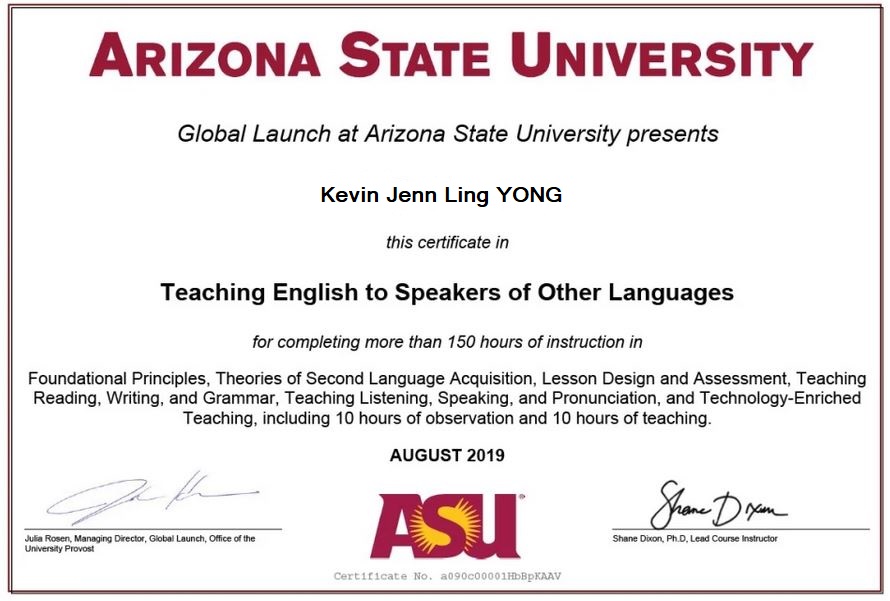 ARIZONA STATE UNIVERSITY
Global Launch at Arizona State University presents
Kevin Jenn Ling YONG
this certificate in
Teaching English to Speakers of Other Languages
for completing more than 150 hours of instruction in
Foundational Principles, Theories of Second Language Acquisition, Lesson Design and Assessment, Teaching
Reading, Writing, and Grammar, Teaching Listening, Speaking, and Pronunciation, and Technology-Enriched
Teaching, including 10 hours of observation and 10 hours of teaching.
AUGUST 2019
Shane Dixon
ASU®
Julia Rosen, Managing Director, Global Launch, Office of the
University Provost
Shane Dixon, Ph.D, Lead Course Instructor
Certificate No. a090c00001HbBpKAAV